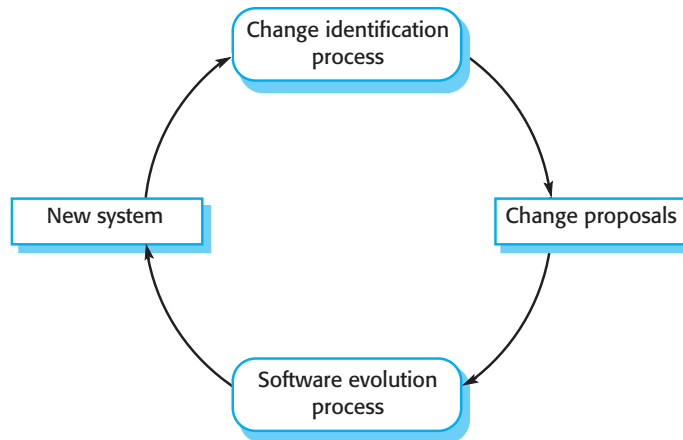 Change identification
process
New system
Change proposals
Software evolution
process